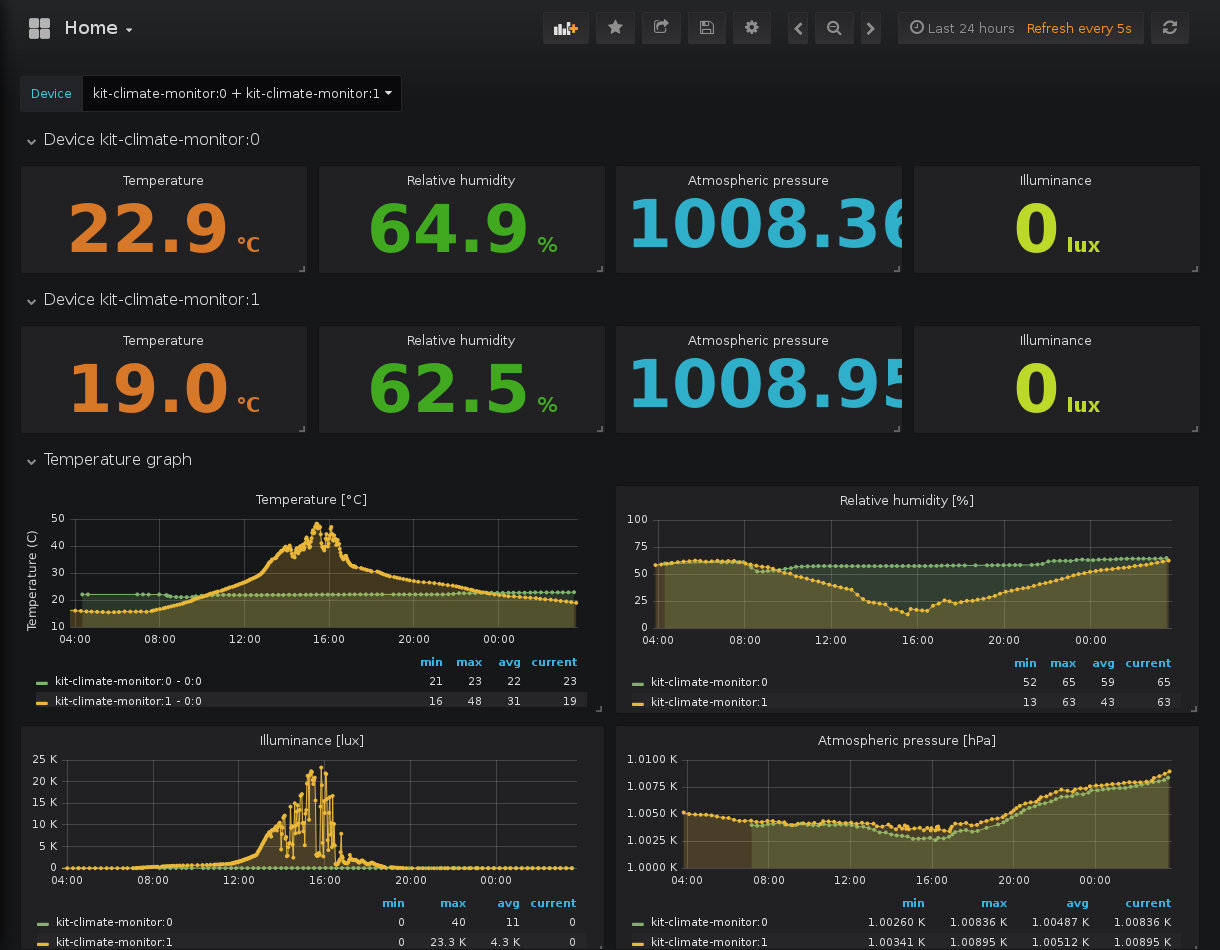 Home
Last 24 hours Refresh every 5s
Device kit-climate-monitor:0 + kit-climate-monitor:1
Device kit-climate-monitor:0
Temperature Relative humidity Atmospheric pressure Illuminance
22.9 °C 64.9 % 1008.36 0 lux
Device kit-climate-monitor:1
Temperature Relative humidity Atmospheric pressure Illuminance
19.0 °C 62.5 % 1008.95 0 lux
Temperature graph
Temperature [°C]
Temperature (C)
50
40
30
20
10
04:00 08:00 12:00 16:00 20:00 00:00
min max avg current
kit-climate-monitor:0 - 0:0 21 23 22 23
kit-climate-monitor:1 - 0:0 16 48 31 19
Relative humidity [%]
100
75
50
25
0
04:00 08:00 12:00 16:00 20:00 00:00
min max avg current
kit-climate-monitor:0 52 65 59 65
kit-climate-monitor:1 13 63 43 63
Illuminance [lux]
25 K
20 K
15 K
10 K
5 K
0
04:00 08:00 12:00 16:00 20:00 00:00
min max avg current
kit-climate-monitor:0 0 40 11 0
kit-climate-monitor:1 0 23.3 K 4.3 K 0
Atmospheric pressure [hPa]
1.0100 K
1.0075 K
1.0050 K
1.0025 K
1.0000 K
04:00 08:00 12:00 16:00 20:00 00:00
min max avg current
kit-climate-monitor:0 1.00260 K 1.00836 K 1.00487 K 1.00836 K
kit-climate-monitor:1 1.00341 K 1.00895 K 1.00512 K 1.00895 K